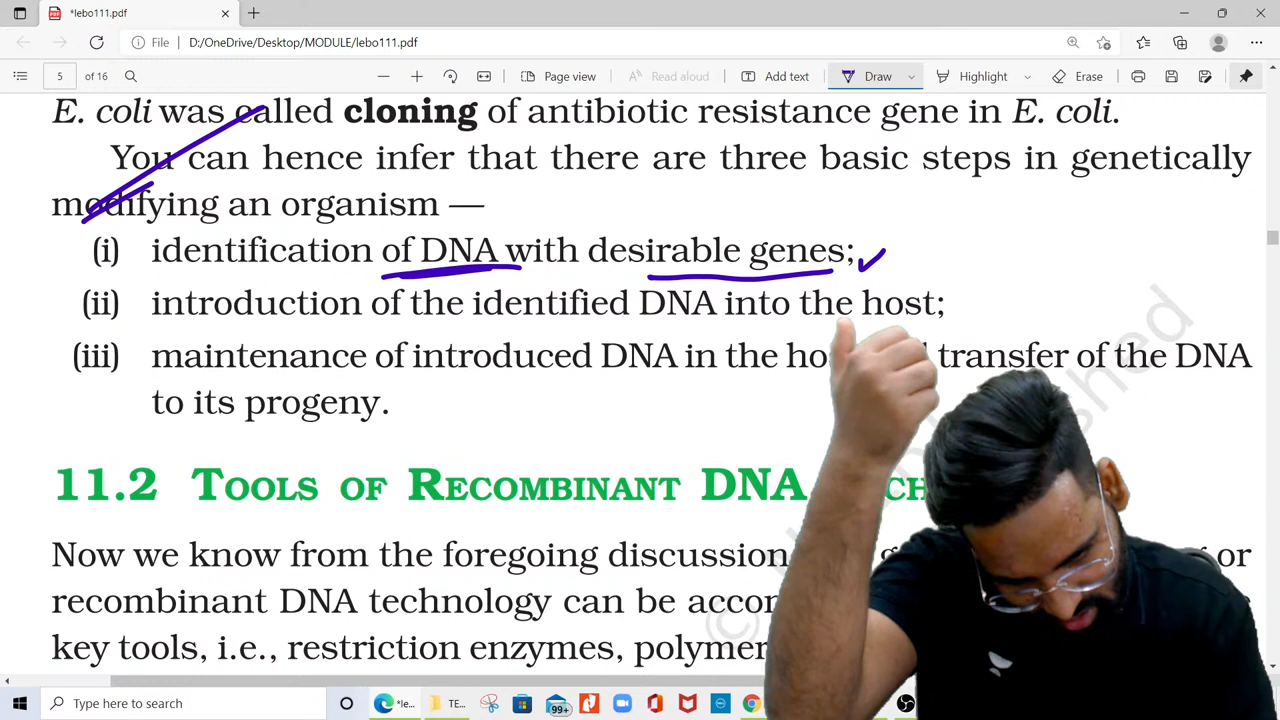 *lebo111.pdf
File D:/OneDrive/Desktop/MODULE/lebo111.pdf
5 of 16 Page view Read aloud Add text Draw Highlight Erase
E. coli was called cloning of antibiotic resistance gene in E. coli.
You can hence infer that there are three basic steps in genetically
modifying an organism —
(i) identification of DNA with desirable genes;
(ii) introduction of the identified DNA into the host;
(iii) maintenance of introduced DNA in the transfer of the DNA
to its progeny.
11.2 TOOLS OF RECOMBINANT DNA
Now we know from the foregoing discussion or
recombinant DNA technology can be
key tools, i.e., restriction enzymes,
Type here to search *le TE 99+